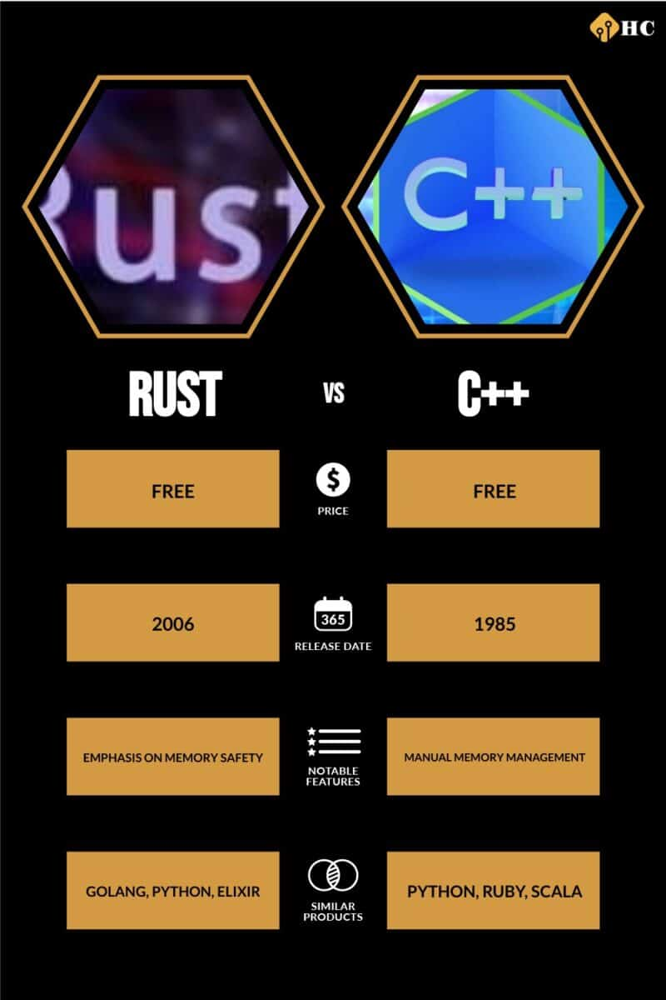 HC
Rust
C++
RUST
VS
C++
FREE
PRICE
FREE
2006
365
RELEASE DATE
1985
EMPHASIS ON MEMORY SAFETY
NOTABLE
FEATURES
MANUAL MEMORY MANAGEMENT
GOLANG, PYTHON, ELIXIR
SIMILAR
PRODUCTS
PYTHON, RUBY, SCALA